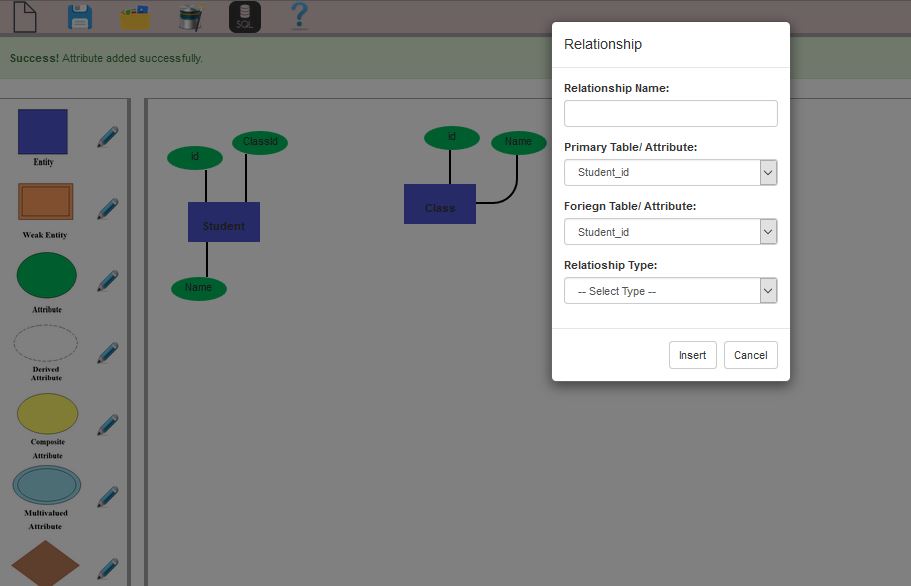 SQL
?
Success! Attribute added successfully.
Entity
Weak Entity
Attribute
Derived
Attribute
Composite
Attribute
Multivalued
Attribute
id
ClassId
Student
Name
id
Name
Class
Relationship
Relationship Name:
Primary Table/ Attribute:
Student_id
Foriegn Table/ Attribute:
Student_id
Relatioship Type:
-- Select Type --
Insert
Cancel